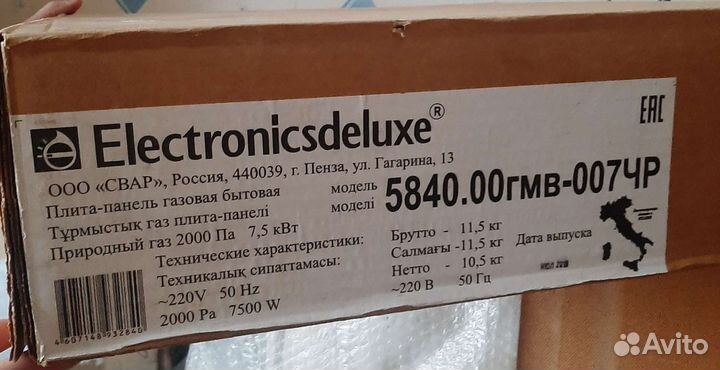 Electronicsdeluxe®
EAC
ООО «СВАР», Россия, 440039, г. Пенза, ул. Гагарина, 13
Плита-панель газовая бытовая модель
Тұрмыстық газ плита-панелі моделі
5840.00гмв-007ЧР
Природный газ 2000 Па 7,5 кВт
Технические характеристики:
Техникалық сипаттамасы:
~220V 50 Hz
2000 Pa 7500 W
Брутто - 11,5 кг
Салмағы -11,5 кг
Нетто - 10,5 кг
~220 В 50 Гц
Дата выпуска
4607148932840
Avito